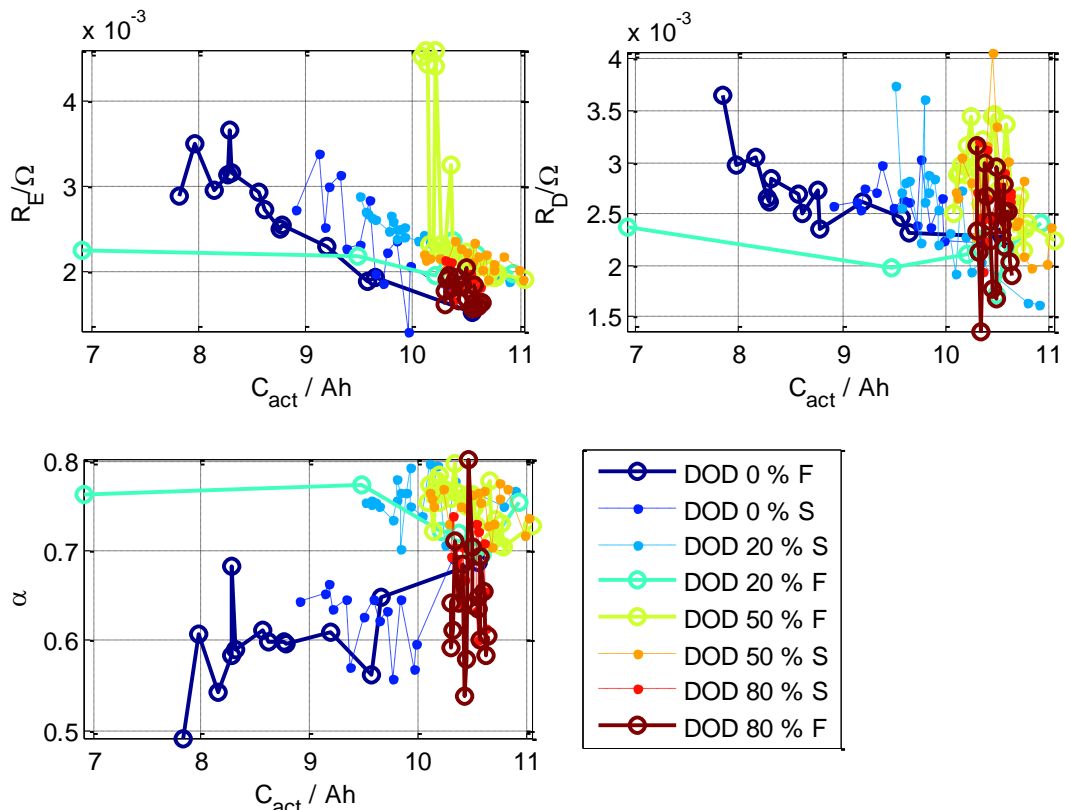 x 10⁻³
4
3
2
R_E/Ω
7 8 9 10 11
C_act / Ah
x 10⁻³
4
3.5
3
2.5
2
1.5
R_D/Ω
7 8 9 10 11
C_act / Ah
0.8
0.7
0.6
0.5
α
7 8 9 10 11
C_act / Ah
DOD 0 % F
DOD 0 % S
DOD 20 % S
DOD 20 % F
DOD 50 % F
DOD 50 % S
DOD 80 % S
DOD 80 % F